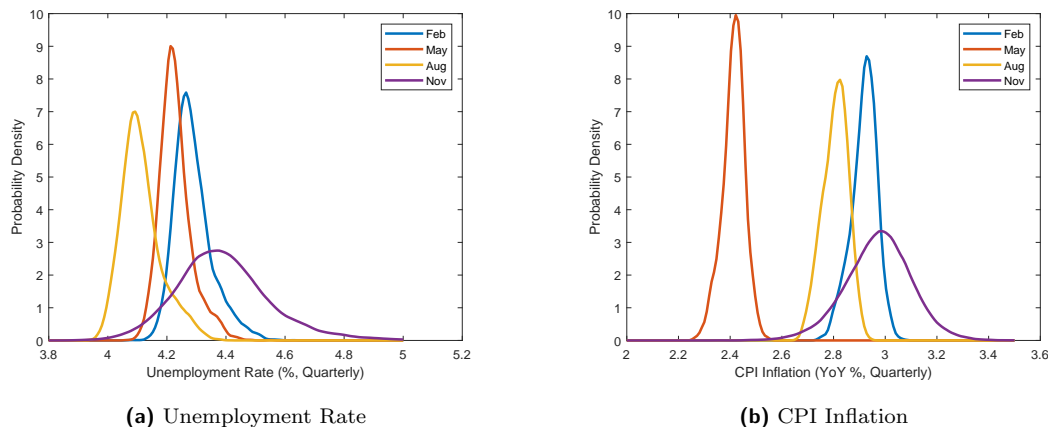 10
9
8
7
6
5
4
3
2
1
0
Probability Density
3.8 4 4.2 4.4 4.6 4.8 5 5.2
Unemployment Rate (%, Quarterly)
Feb
May
Aug
Nov
(a) Unemployment Rate
10
9
8
7
6
5
4
3
2
1
0
Probability Density
2 2.2 2.4 2.6 2.8 3 3.2 3.4 3.6
CPI Inflation (YoY %, Quarterly)
Feb
May
Aug
Nov
(b) CPI Inflation